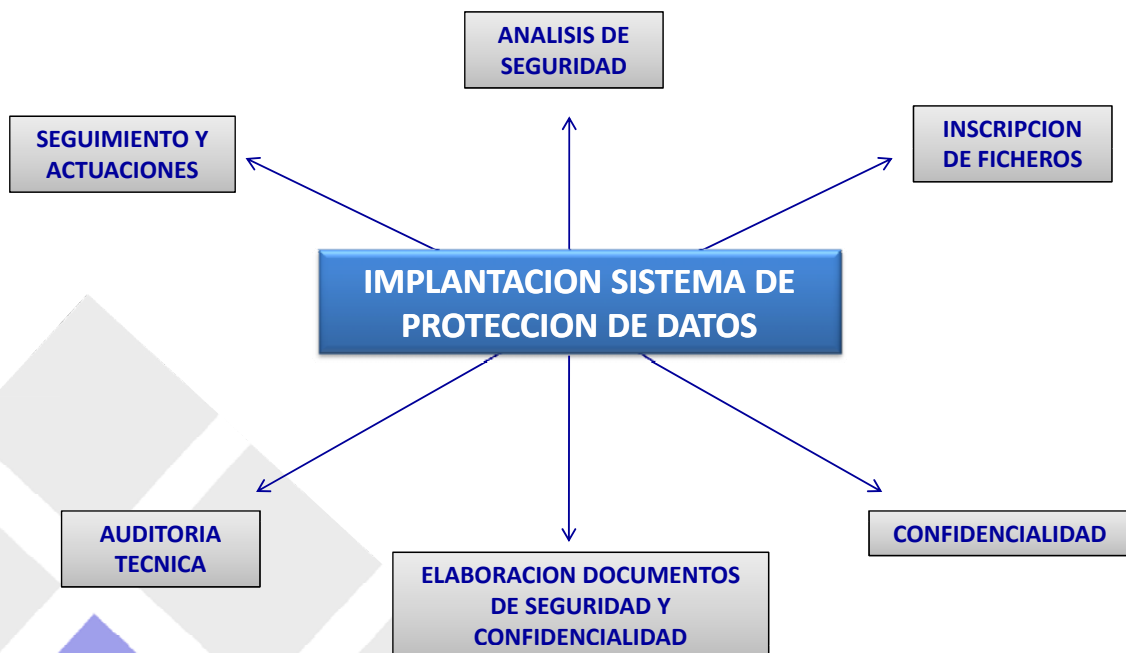 ANALISIS DE
SEGURIDAD
SEGUIMIENTO Y
ACTUACIONES
INSCRIPCION
DE FICHEROS
IMPLANTACION SISTEMA DE
PROTECCION DE DATOS
AUDITORIA
TECNICA
CONFIDENCIALIDAD
ELABORACION DOCUMENTOS
DE SEGURIDAD Y
CONFIDENCIALIDAD